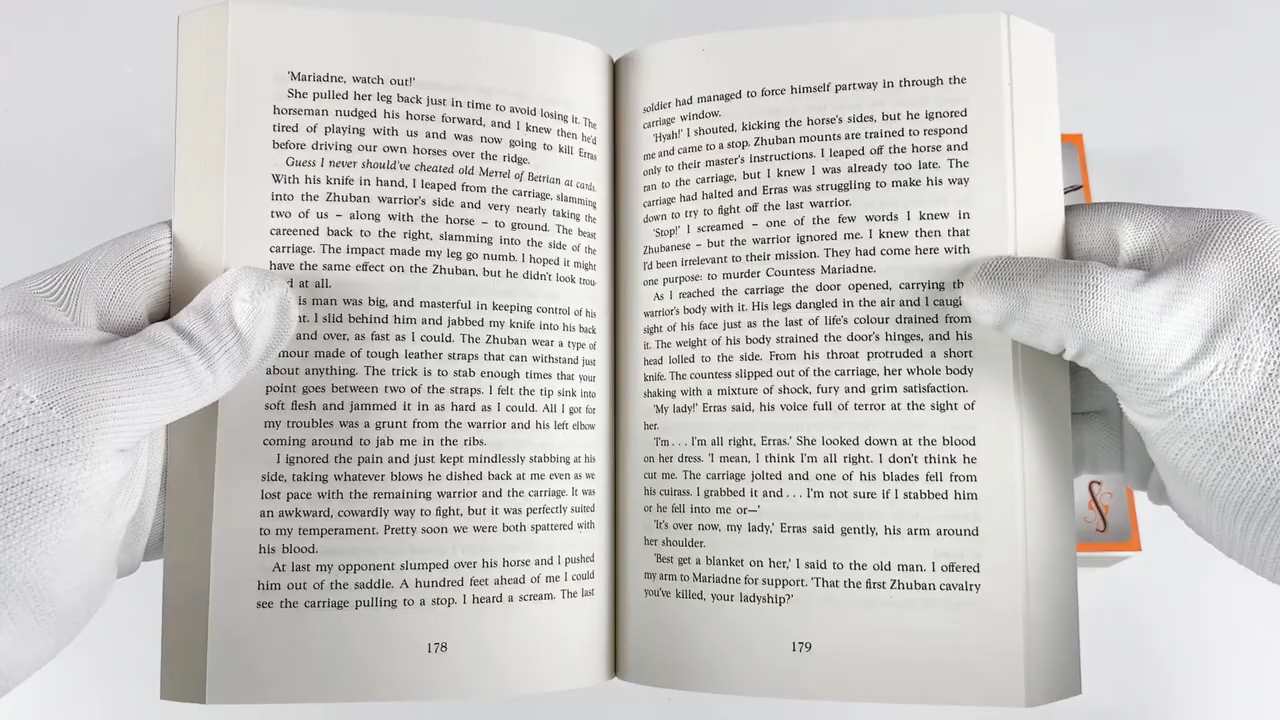 'Mariadne, watch out!'
She pulled her leg back just in time to avoid losing it. The
horseman nudged his horse forward, and I knew then he'd
tired of playing with us and was now going to kill Erras
before driving our own horses over the ridge.
Guess I never should've cheated old Merrel of Betrian at cards.
With his knife in hand, I leaped from the carriage, slamming
into the Zhuban warrior's side and very nearly taking the
two of us – along with the horse – to ground. The beast
careened back to the right, slamming into the side of the
carriage. The impact made my leg go numb. I hoped it might
have the same effect on the Zhuban, but he didn't look trou-
d at all.
is man was big, and masterful in keeping control of his
nt. I slid behind him and jabbed my knife into his back
and over, as fast as I could. The Zhuban wear a type of
mour made of tough leather straps that can withstand just
about anything. The trick is to stab enough times that your
point goes between two of the straps. I felt the tip sink into
soft flesh and jammed it in as hard as I could. All I got for
my troubles was a grunt from the warrior and his left elbow
coming around to jab me in the ribs.
I ignored the pain and just kept mindlessly stabbing at his
side, taking whatever blows he dished back at me even as we
lost pace with the remaining warrior and the carriage. It was
an awkward, cowardly way to fight, but it was perfectly suited
to my temperament. Pretty soon we were both spattered with
his blood.
At last my opponent slumped over his horse and I pushed
him out of the saddle. A hundred feet ahead of me I could
see the carriage pulling to a stop. I heard a scream. The last
178
soldier had managed to force himself partway in through the
carriage window.
'Hyah!' I shouted, kicking the horse's sides, but he ignored
me and came to a stop. Zhuban mounts are trained to respond
only to their master's instructions. I leaped off the horse and
ran to the carriage, but I knew I was already too late. The
carriage had halted and Erras was struggling to make his way
down to try to fight off the last warrior.
'Stop!' I screamed – one of the few words I knew in
Zhubanese – but the warrior ignored me. I knew then that
I'd been irrelevant to their mission. They had come here with
one purpose: to murder Countess Mariadne.
As I reached the carriage the door opened, carrying th
warrior's body with it. His legs dangled in the air and I caugh
sight of his face just as the last of life's colour drained from
it. The weight of his body strained the door's hinges, and his
head lolled to the side. From his throat protruded a short
knife. The countess slipped out of the carriage, her whole body
shaking with a mixture of shock, fury and grim satisfaction.
'My lady!' Erras said, his voice full of terror at the sight of
her.
'I'm . . . I'm all right, Erras.' She looked down at the blood
on her dress. 'I mean, I think I'm all right. I don't think he
cut me. The carriage jolted and one of his blades fell from
his cuirass. I grabbed it and . . . I'm not sure if I stabbed him
or he fell into me or—'
'It's over now, my lady,' Erras said gently, his arm around
her shoulder.
'Best get a blanket on her,' I said to the old man. I offered
my arm to Mariadne for support. 'That the first Zhuban cavalry
you've killed, your ladyship?'
179